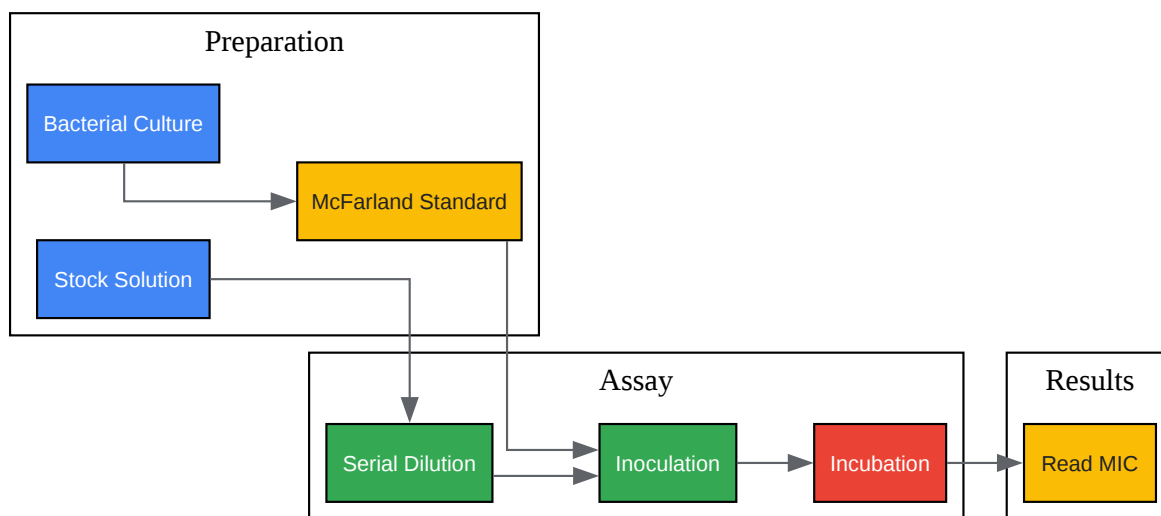 Preparation
Bacterial Culture
McFarland Standard
Stock Solution
Assay
Results
Serial Dilution
Inoculation
Incubation
Read MIC